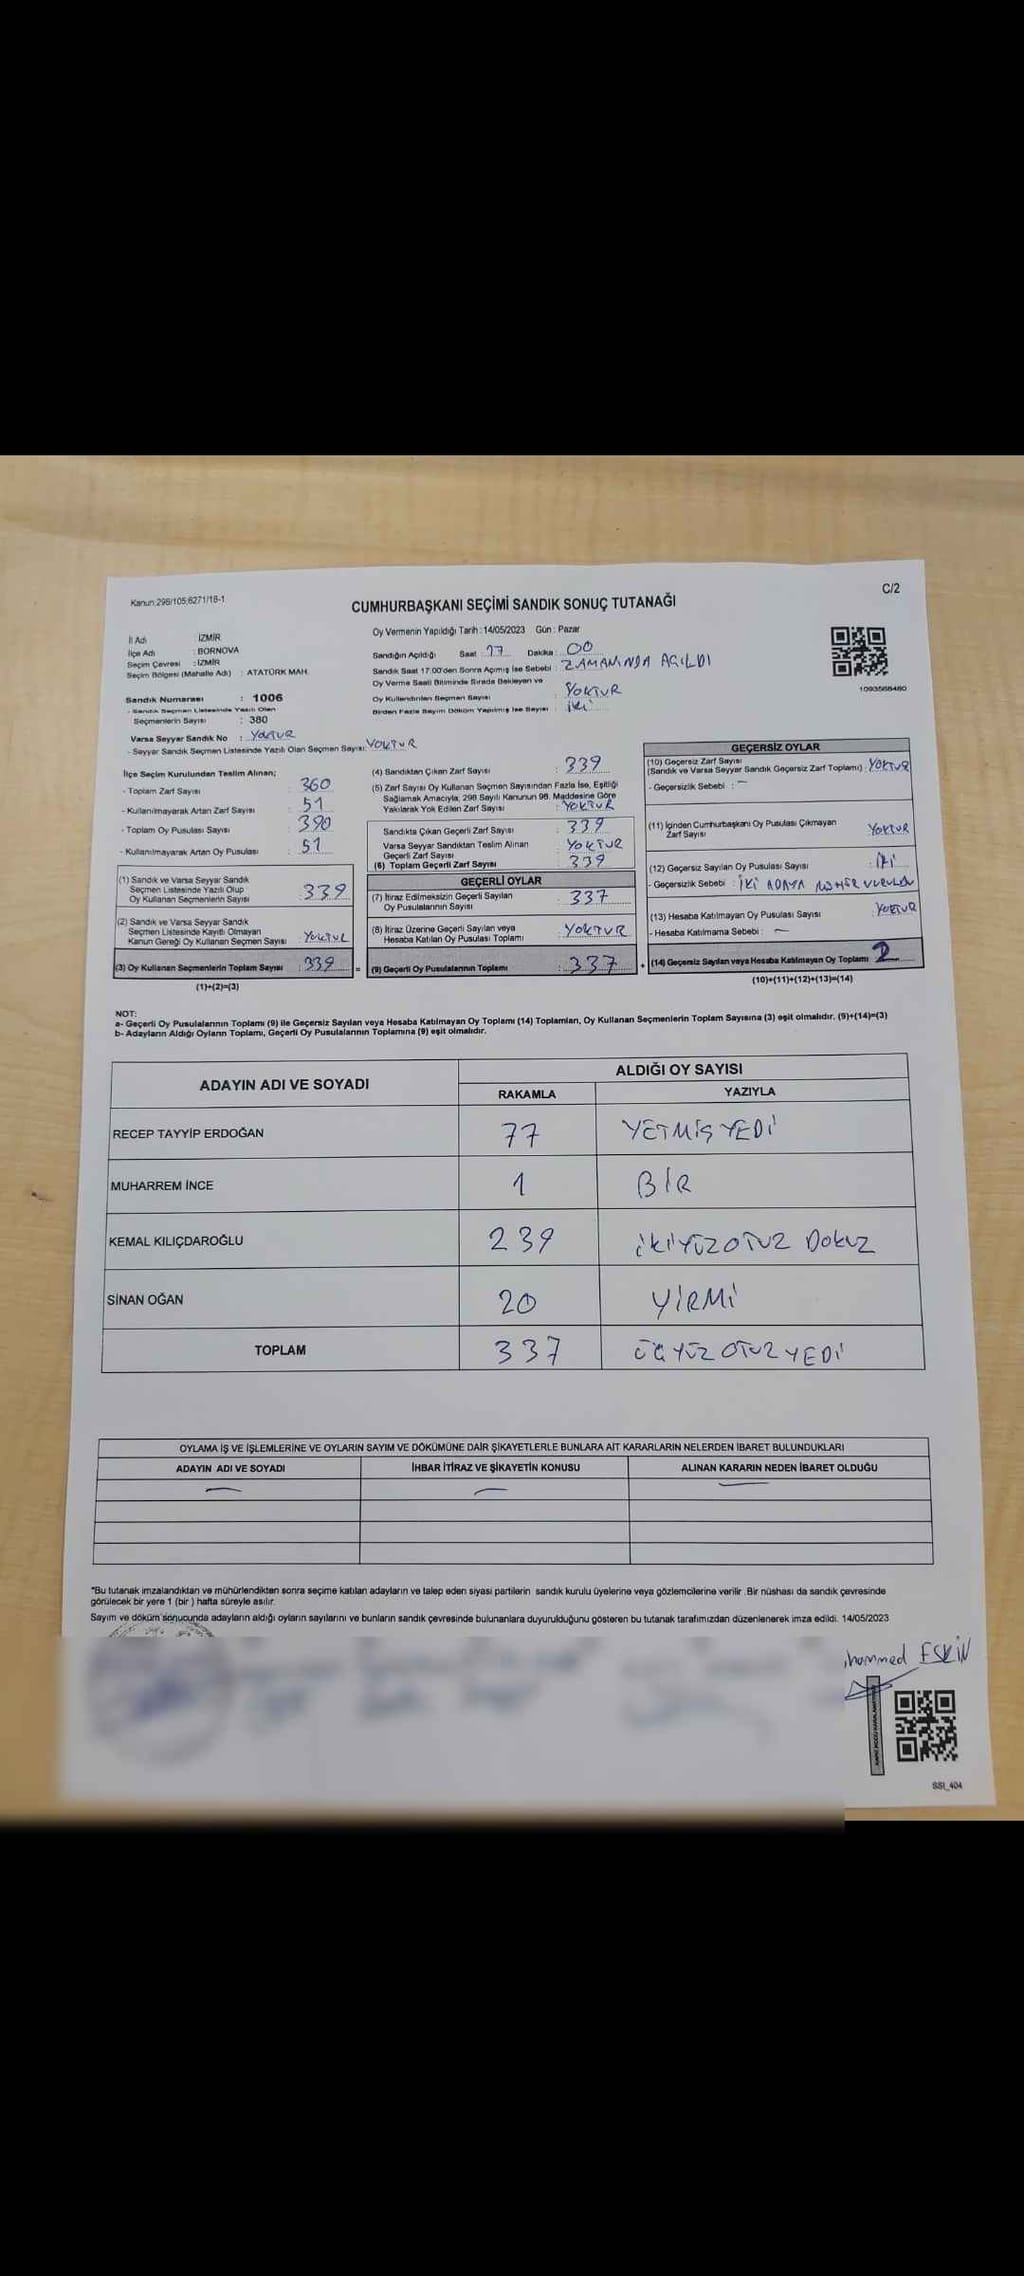 Kanun:298/105;6271/18-1
C/2
CUMHURBAŞKANI SEÇİMİ SANDIK SONUÇ TUTANAĞI
İl Adı : İZMİR
İlçe Adı : BORNOVA
Seçim Çevresi : İZMİR
Seçim Bölgesi (Mahalle Adı) : ATATÜRK MAH.
Sandık Numarası : 1006
- Sandık Seçmen Listesinde Yazılı Olan
Seçmenlerin Sayısı : 380
Varsa Seyyar Sandık No : YOKTUR
- Seyyar Sandık Seçmen Listesinde Yazılı Olan Seçmen Sayısı: YOKTUR
Oy Vermenin Yapıldığı Tarih : 14/05/2023 Gün : Pazar
Sandığın Açıldığı Saat : 17 Dakika : 00
Sandık Saat 17:00'den Sonra Açılmış İse Sebebi : ZAMANINDA AÇILDI
Oy Verme Saati Bitiminde Sırada Bekleyen ve
Oy Kullandırılan Seçmen Sayısı : YOKTUR
Birden Fazla Sayım Döküm Yapılmış İse Sayısı : İKİ
1093568480
İlçe Seçim Kurulundan Teslim Alınan;
- Toplam Zarf Sayısı : 360
- Kullanılmayarak Artan Zarf Sayısı : 51
- Toplam Oy Pusulası Sayısı : 390
- Kullanılmayarak Artan Oy Pusulası : 51
(1) Sandık ve Varsa Seyyar Sandık
Seçmen Listesinde Yazılı Olup
Oy Kullanan Seçmenlerin Sayısı : 339
(2) Sandık ve Varsa Seyyar Sandık
Seçmen Listesinde Kayıtlı Olmayan
Kanun Gereği Oy Kullanan Seçmen Sayısı : YOKTUR
(3) Oy Kullanan Seçmenlerin Toplam Sayısı : 339
(1)+(2)=(3)
(4) Sandıktan Çıkan Zarf Sayısı : 339
(5) Zarf Sayısı Oy Kullanan Seçmen Sayısından Fazla İse, Eşitliği
Sağlamak Amacıyla; 298 Sayılı Kanunun 98. Maddesine Göre
Yakılarak Yok Edilen Zarf Sayısı : YOKTUR
Sandıkta Çıkan Geçerli Zarf Sayısı : 339
Varsa Seyyar Sandıktan Teslim Alınan
Geçerli Zarf Sayısı : YOKTUR
(6) Toplam Geçerli Zarf Sayısı : 339
GEÇERLİ OYLAR
(7) İtiraz Edilmeksizin Geçerli Sayılan
Oy Pusulalarının Sayısı : 337
(8) İtiraz Üzerine Geçerli Sayılan veya
Hesaba Katılan Oy Pusulası Toplamı : YOKTUR
= (9) Geçerli Oy Pusulalarının Toplamı : 337
GEÇERSİZ OYLAR
(10) Geçersiz Zarf Sayısı
(Sandık ve Varsa Seyyar Sandık Geçersiz Zarf Toplamı) : YOKTUR
- Geçersizlik Sebebi : –
(11) İçinden Cumhurbaşkanı Oy Pusulası Çıkmayan
Zarf Sayısı : YOKTUR
(12) Geçersiz Sayılan Oy Pusulası Sayısı : İKİ
- Geçersizlik Sebebi : İKİ ADAYA MÜHÜR VURULDU
(13) Hesaba Katılmayan Oy Pusulası Sayısı : YOKTUR
- Hesaba Katılmama Sebebi : –
+ (14) Geçersiz Sayılan veya Hesaba Katılmayan Oy Toplamı : 2
(10)+(11)+(12)+(13)=(14)
NOT:
a- Geçerli Oy Pusulalarının Toplamı (9) ile Geçersiz Sayılan veya Hesaba Katılmayan Oy Toplamı (14) Toplamları, Oy Kullanan Seçmenlerin Toplam Sayısına (3) eşit olmalıdır. (9)+(14)=(3)
b- Adayların Aldığı Oyların Toplamı, Geçerli Oy Pusulalarının Toplamına (9) eşit olmalıdır.
ADAYIN ADI VE SOYADI ALDIĞI OY SAYISI
RAKAMLA YAZIYLA
RECEP TAYYİP ERDOĞAN 77 YETMİŞ YEDİ
MUHARREM İNCE 1 BİR
KEMAL KILIÇDAROĞLU 239 İKİYÜZOTUZ DOKUZ
SİNAN OĞAN 20 YİRMİ
TOPLAM 337 ÜÇYÜZ OTUZ YEDİ
OYLAMA İŞ VE İŞLEMLERİNE VE OYLARIN SAYIM VE DÖKÜMÜNE DAİR ŞİKAYETLERLE BUNLARA AİT KARARLARIN NELERDEN İBARET BULUNDUKLARI
ADAYIN ADI VE SOYADI İHBAR İTİRAZ VE ŞİKAYETİN KONUSU ALINAN KARARIN NEDEN İBARET OLDUĞU
– – –
"Bu tutanak imzalandıktan ve mühürlendikten sonra seçime katılan adayların ve talep eden siyasi partilerin sandık kurulu üyelerine veya gözlemcilerine verilir. Bir nüshası da sandık çevresinde
görülecek bir yere 1 (bir ) hafta süreyle asılır.
Sayım ve döküm sonucunda adayların aldığı oyların sayılarını ve bunların sandık çevresinde bulunanlara duyurulduğunu gösteren bu tutanak tarafımızdan düzenlenerek imza edildi. 14/05/2023
hammed ESKİN
SSI_404